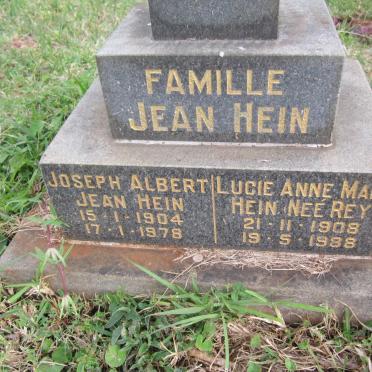 FAMILLE
JEAN HEIN
JOSEPH ALBERT
JEAN HEIN
15-1-1904
17-1-1978
LUCIE ANNE MA
HEIN NEE REY
21-11-1908
19-5-1988